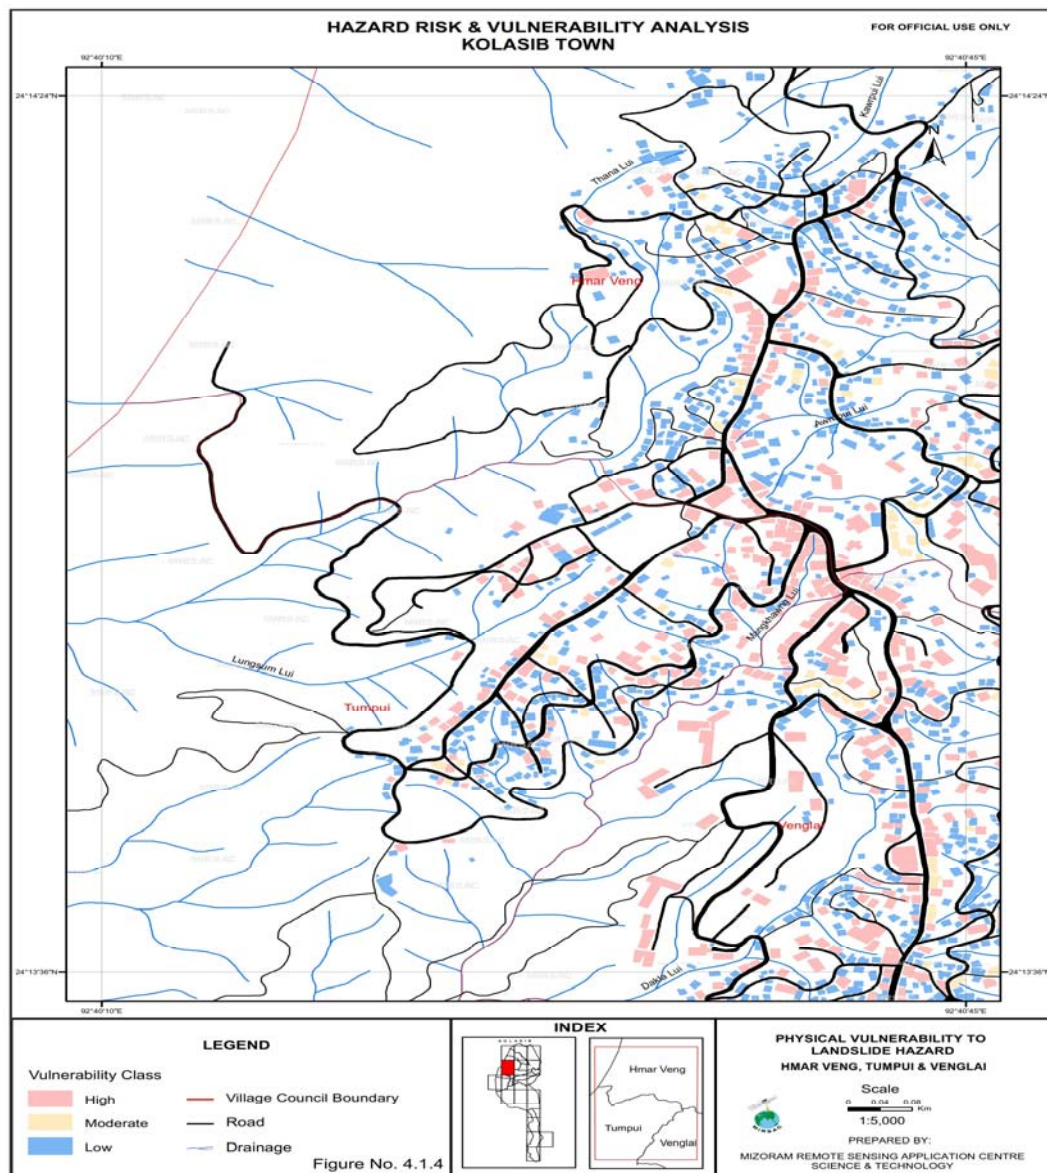 HAZARD RISK & VULNERABILITY ANALYSIS
KOLASIB TOWN
FOR OFFICIAL USE ONLY
92°40'10"E
92°40'45"E
24°14'24"N
24°14'24"N
Kawrpui Lui
N
Thana Lui
Hmar Veng
Mangkhawng Lui
Lungsum Lui
Tumpui
Venglai
Dakla Lui
24°13'36"N
24°13'36"N
92°40'10"E
92°40'45"E
LEGEND
Vulnerability Class
High
Moderate
Low
Village Council Boundary
Road
Drainage
Figure No. 4.1.4
INDEX
KOLASIB
Hmar Veng
Tumpui
Venglai
PHYSICAL VULNERABILITY TO
LANDSLIDE HAZARD
HMAR VENG, TUMPUI & VENGLAI
Scale
0 0.04 0.08
Km
1:5,000
MIRSAC
PREPARED BY:
MIZORAM REMOTE SENSING APPLICATION CENTRE
SCIENCE & TECHNOLOGY